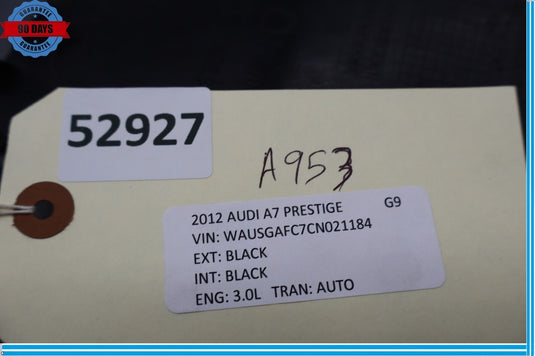 GUARANTEE
90 DAYS
GUARANTEE
52927
A953
2012 AUDI A7 PRESTIGE G9
VIN: WAUSGAFC7CN021184
EXT: BLACK
INT: BLACK
ENG: 3.0L TRAN: AUTO